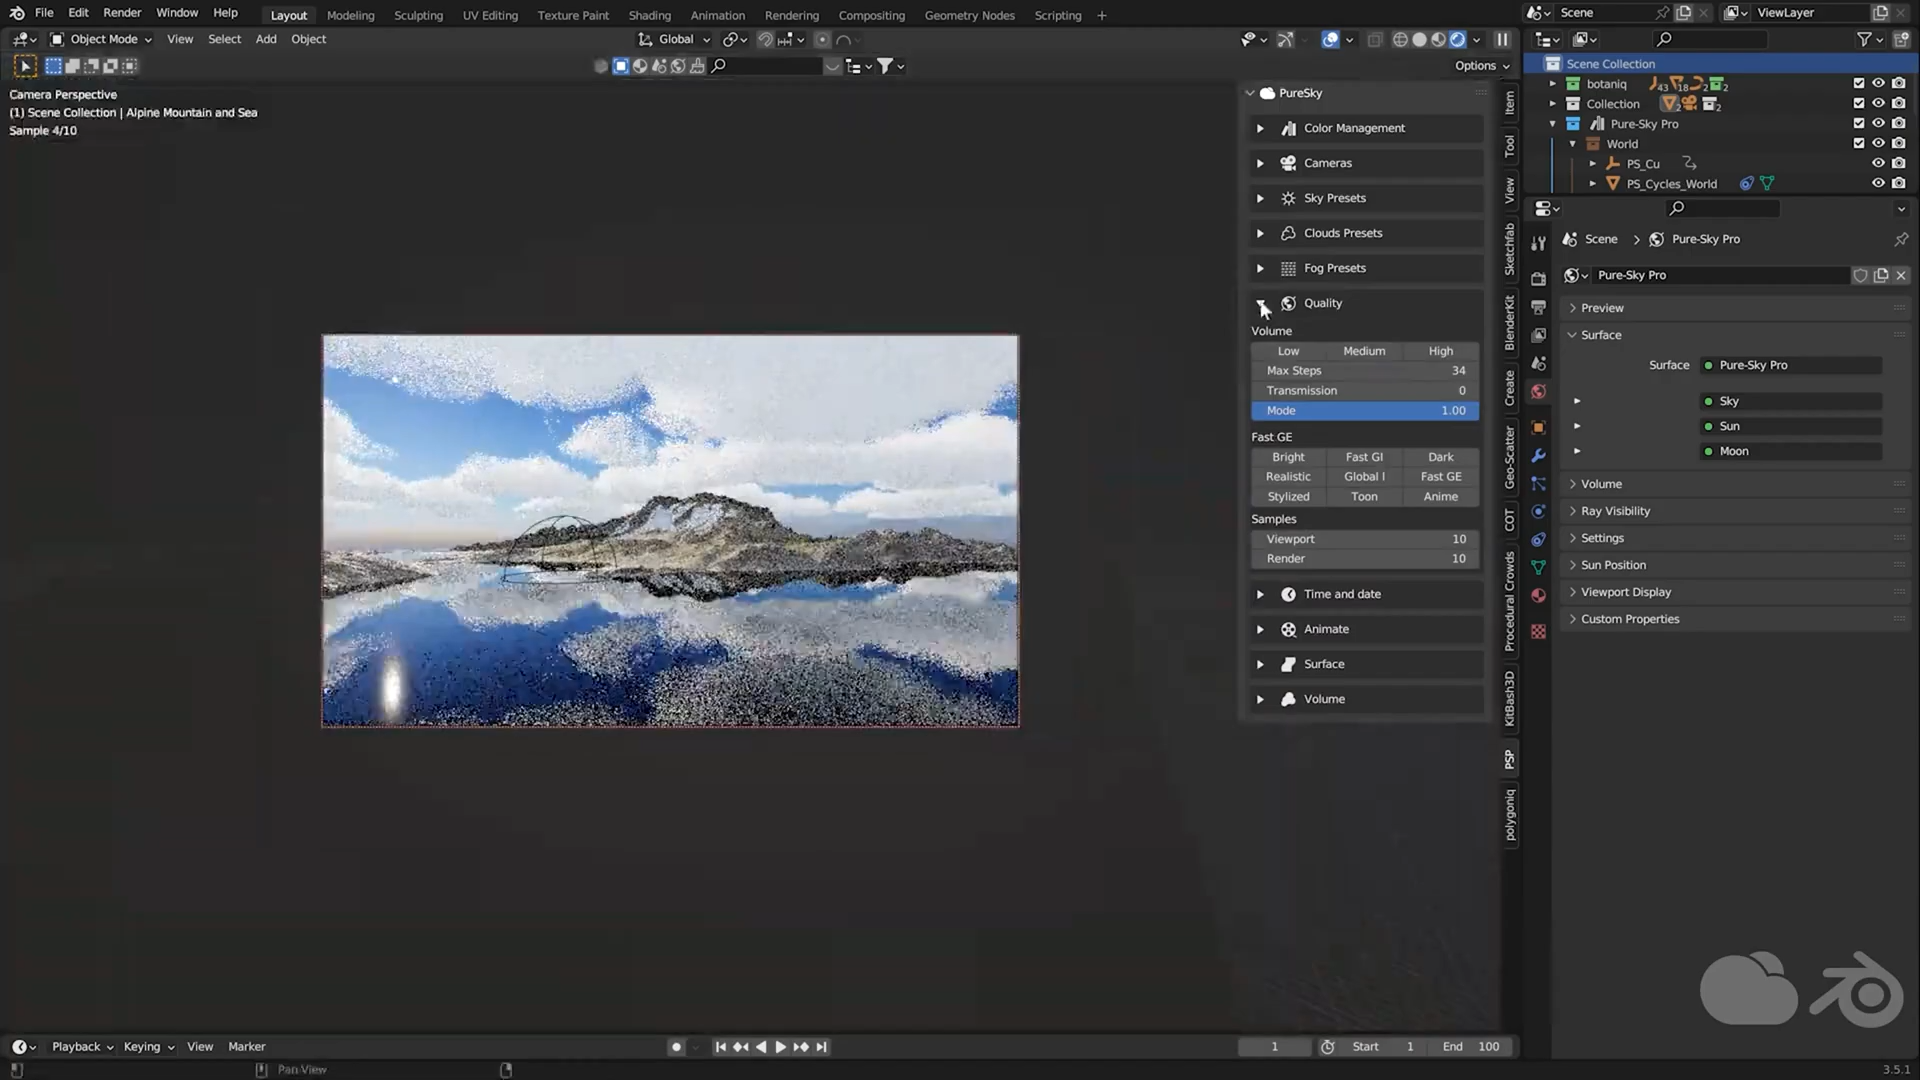 File Edit Render Window Help Layout Modeling Sculpting UV Editing Texture Paint Shading Animation Rendering Compositing Geometry Nodes Scripting + Scene ViewLayer
Object Mode View Select Add Object Global
Options
Camera Perspective
(1) Scene Collection | Alpine Mountain and Sea
Sample 4/10
PureSky
Color Management
Cameras
Sky Presets
Clouds Presets
Fog Presets
Quality
Volume
Low Medium High
Max Steps 34
Transmission 0
Mode 1.00
Fast GE
Bright Fast GI Dark
Realistic Global I Fast GE
Stylized Toon Anime
Samples
Viewport 10
Render 10
Time and date
Animate
Surface
Volume
Item
Tool
View
Sketchfab
BlenderKit
Create
Geo-Scatter
COT
Procedural Crowds
KitBash3D
PSP
polygoniq
Scene Collection
botaniq 43 18 2 2
Collection 2 2
Pure-Sky Pro
World
PS_Cu
PS_Cycles_World
Scene > Pure-Sky Pro
Pure-Sky Pro
Preview
Surface
Surface Pure-Sky Pro
Sky
Sun
Moon
Volume
Ray Visibility
Settings
Sun Position
Viewport Display
Custom Properties
Playback Keying View Marker 1 Start 1 End 100
Pan View 3.5.1